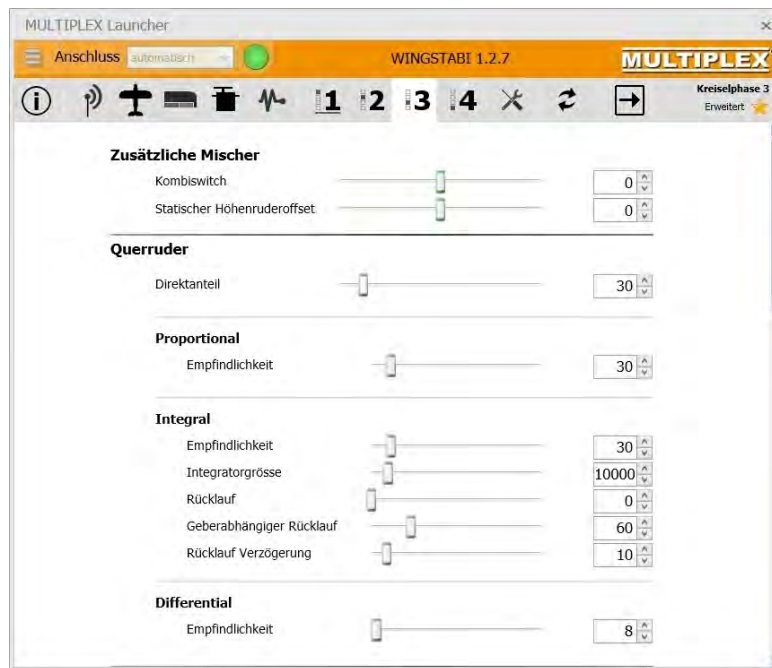 MULTIPLEX Launcher
Anschluss automatisch WINGSTABI 1.2.7 MULTIPLEX
1 2 3 4 Kreiselphase 3
Erweitert
Zusätzliche Mischer
Kombiswitch 0
Statischer Höhenruderoffset 0
Querruder
Direktanteil 30
Proportional
Empfindlichkeit 30
Integral
Empfindlichkeit 30
Integratorgrösse 10000
Rücklauf 0
Geberabhängiger Rücklauf 60
Rücklauf Verzögerung 10
Differential
Empfindlichkeit 8